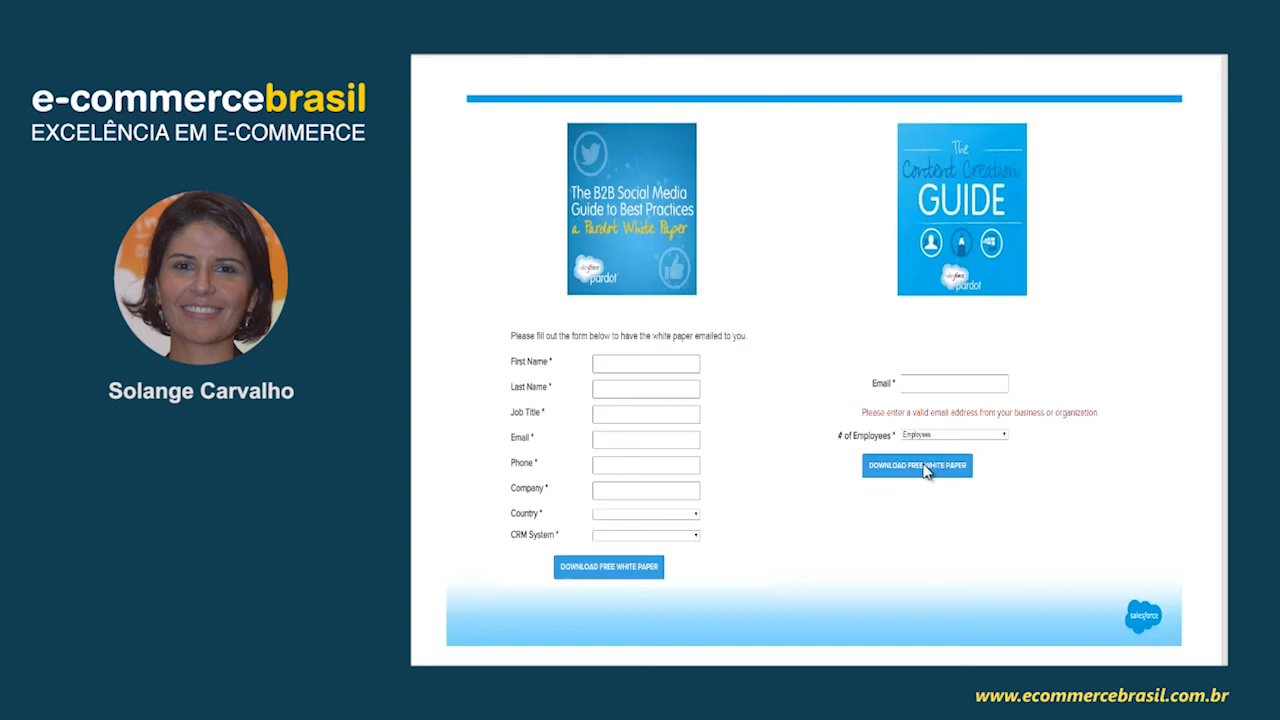 e-commercebrasil
EXCELÊNCIA EM E-COMMERCE
Solange Carvalho
The B2B Social Media
Guide to Best Practices
a Pardot White Paper
salesforce
pardot
The
Content Creation
GUIDE
salesforce
pardot
Please fill out the form below to have the white paper emailed to you.
First Name *
Last Name *
Job Title *
Email *
Phone *
Company *
Country *
CRM System *
DOWNLOAD FREE WHITE PAPER
Email *
Please enter a valid email address from your business or organization.
# of Employees * Employees
DOWNLOAD FREE WHITE PAPER
salesforce
www.ecommercebrasil.com.br